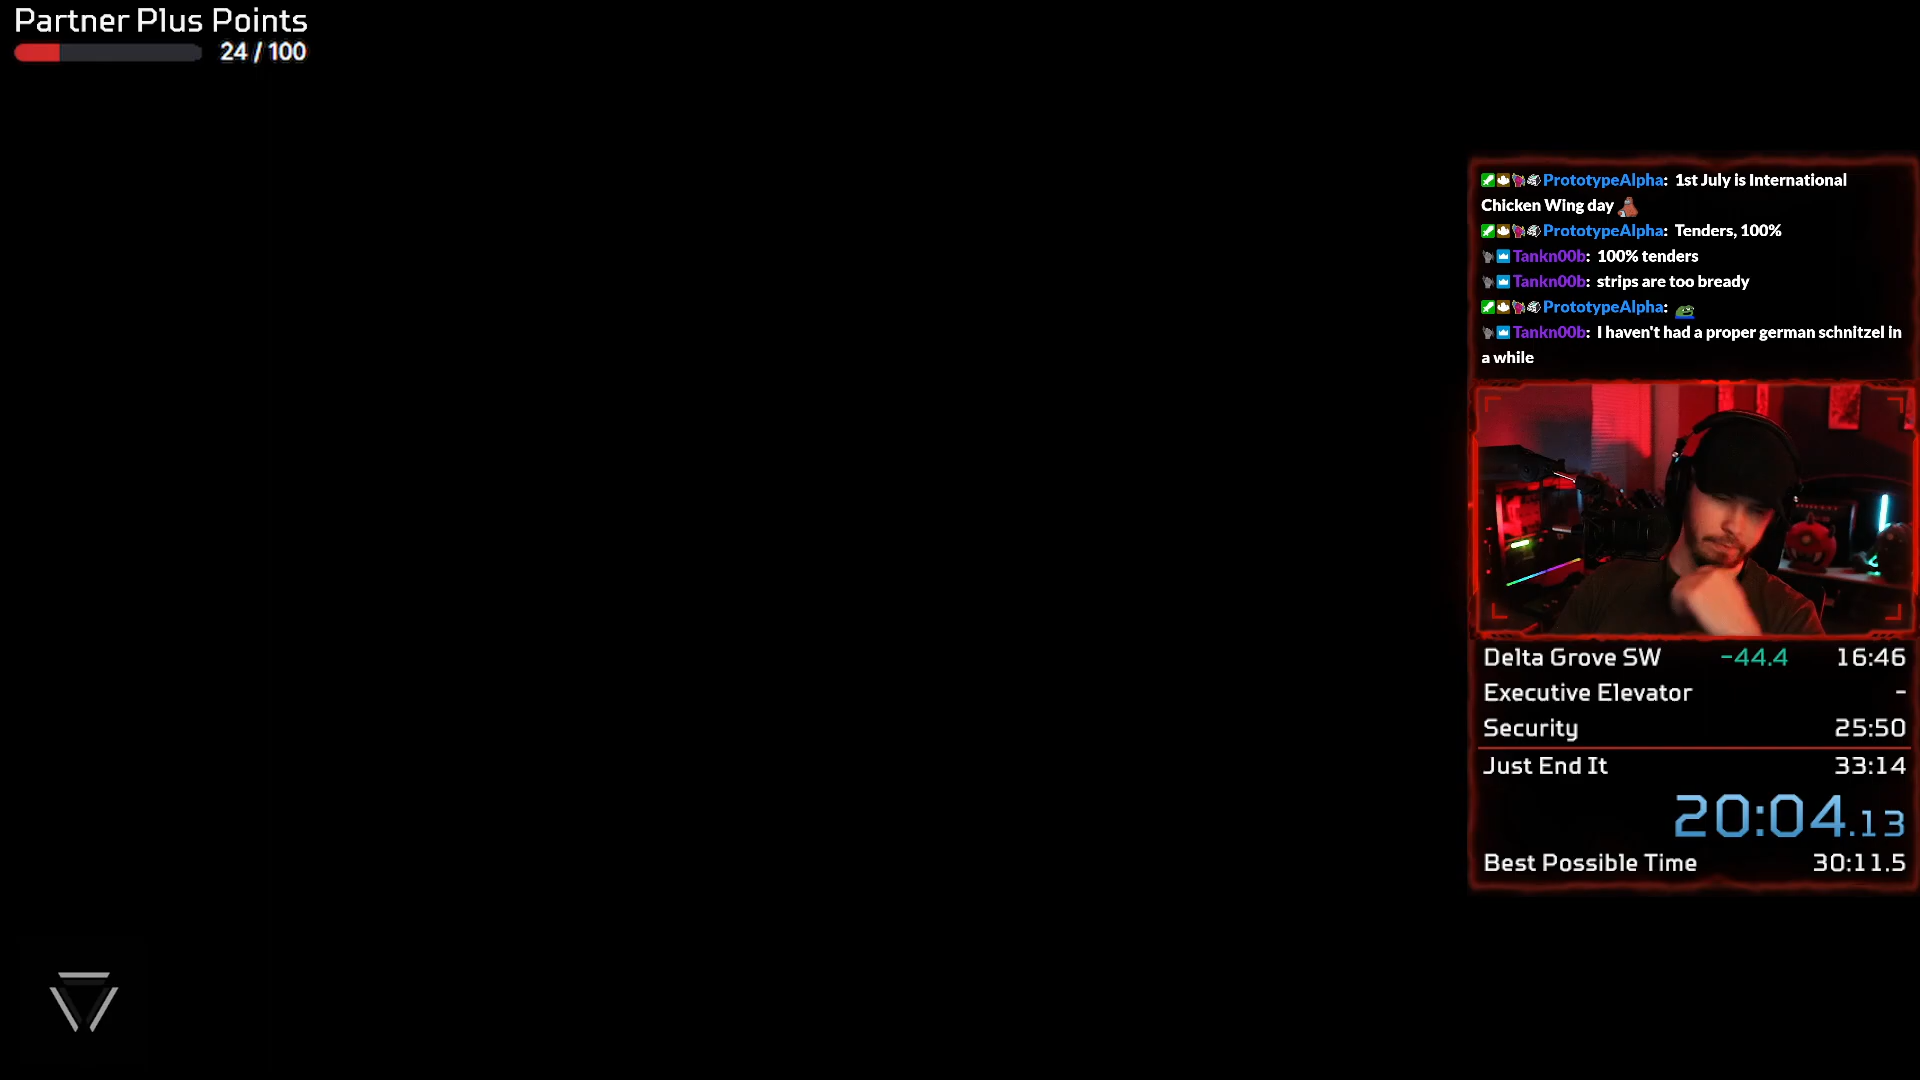 Partner Plus Points
24 / 100
PrototypeAlpha: 1st July is International
Chicken Wing day
PrototypeAlpha: Tenders, 100%
Tankn00b: 100% tenders
Tankn00b: strips are too bready
PrototypeAlpha:
Tankn00b: I haven't had a proper german schnitzel in
a while
Delta Grove SW -44.4 16:46
Executive Elevator -
Security 25:50
Just End It 33:14
20:04.13
Best Possible Time 30:11.5